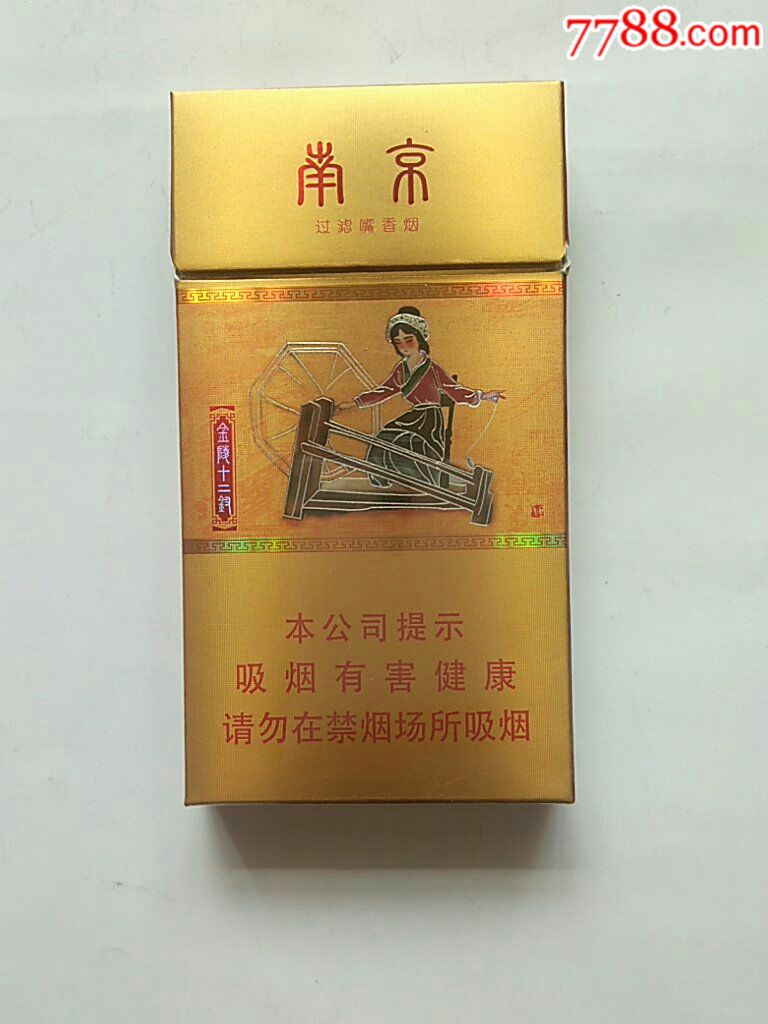 7788.com
南京
过滤嘴香烟
金陵十二钗
本公司提示
吸烟有害健康
请勿在禁烟场所吸烟